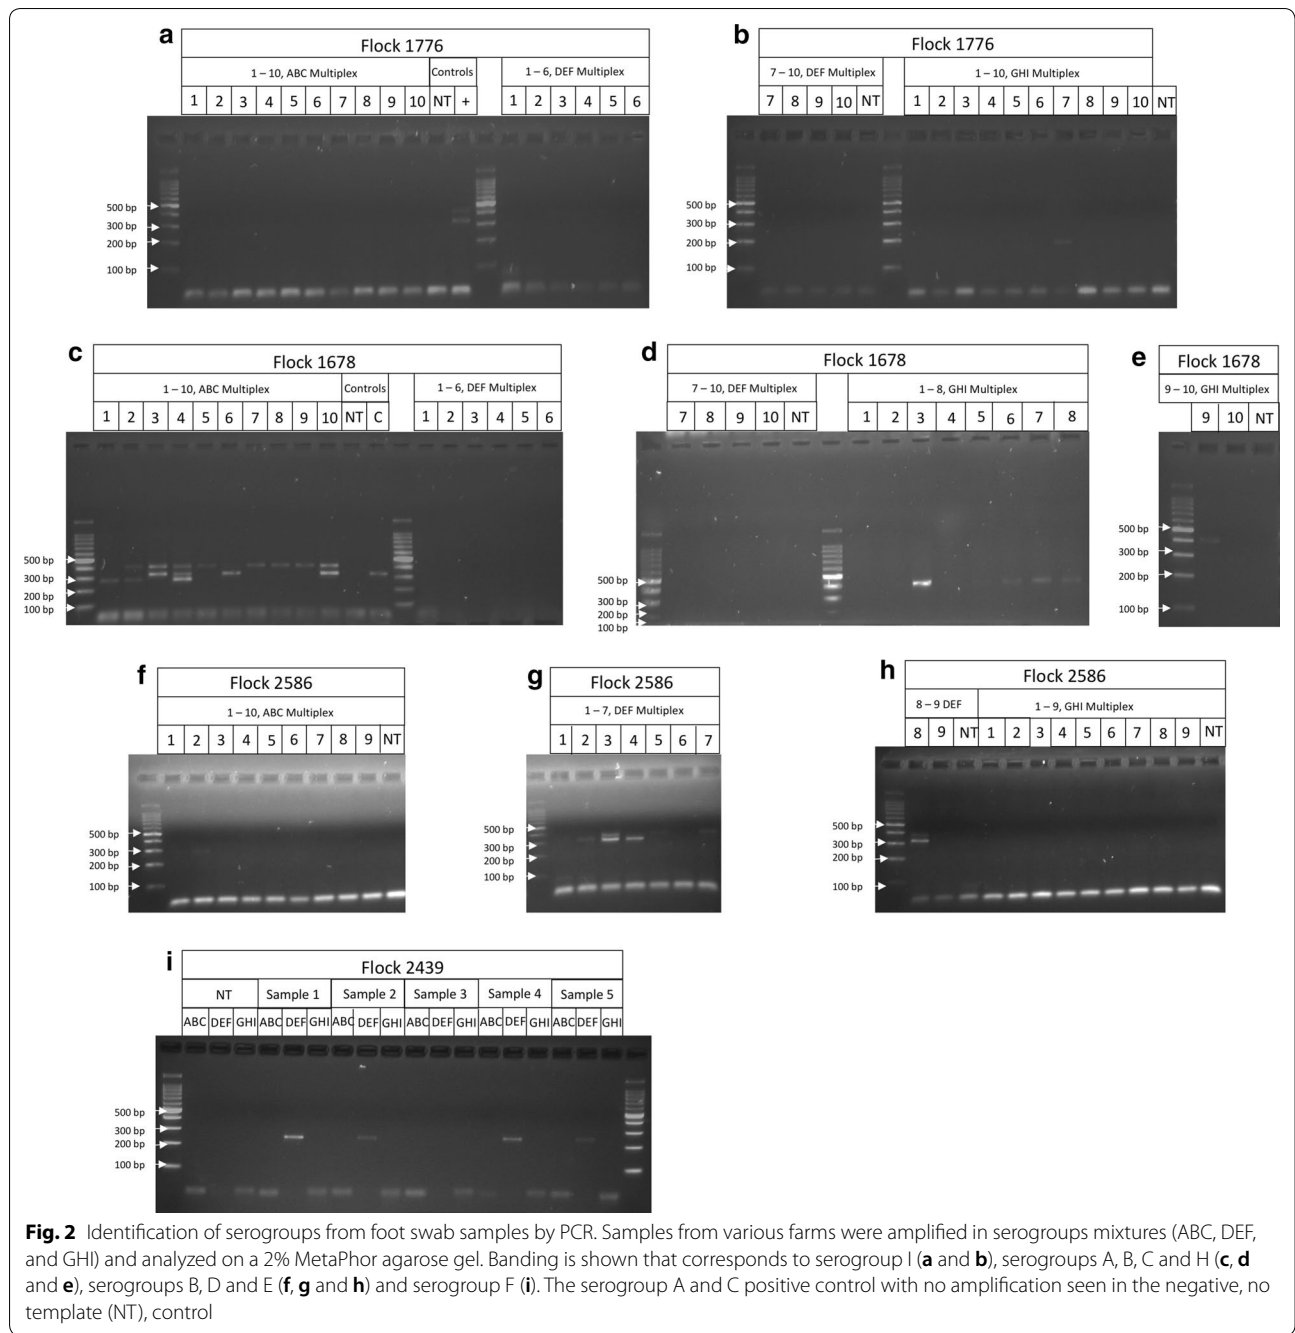 a
Flock 1776
1 – 10, ABC Multiplex Controls 1 – 6, DEF Multiplex
1 2 3 4 5 6 7 8 9 10 NT + 1 2 3 4 5 6
500 bp
300 bp
200 bp
100 bp
b
Flock 1776
7 – 10, DEF Multiplex 1 – 10, GHI Multiplex
7 8 9 10 NT 1 2 3 4 5 6 7 8 9 10 NT
500 bp
300 bp
200 bp
100 bp
c
Flock 1678
1 – 10, ABC Multiplex Controls 1 – 6, DEF Multiplex
1 2 3 4 5 6 7 8 9 10 NT C 1 2 3 4 5 6
500 bp
300 bp
200 bp
100 bp
d
Flock 1678
7 – 10, DEF Multiplex 1 – 8, GHI Multiplex
7 8 9 10 NT 1 2 3 4 5 6 7 8
500 bp
300 bp
200 bp
100 bp
e
Flock 1678
9 – 10, GHI Multiplex
9 10 NT
500 bp
300 bp
200 bp
100 bp
f
Flock 2586
1 – 10, ABC Multiplex
1 2 3 4 5 6 7 8 9 NT
500 bp
300 bp
200 bp
100 bp
g
Flock 2586
1 – 7, DEF Multiplex
1 2 3 4 5 6 7
500 bp
300 bp
200 bp
100 bp
h
Flock 2586
8 – 9 DEF 1 – 9, GHI Multiplex
8 9 NT 1 2 3 4 5 6 7 8 9 NT
500 bp
300 bp
200 bp
100 bp
i
Flock 2439
NT Sample 1 Sample 2 Sample 3 Sample 4 Sample 5
ABC DEF GHI ABC DEF GHI ABC DEF GHI ABC DEF GHI ABC DEF GHI ABC DEF GHI
500 bp
300 bp
200 bp
100 bp
Fig. 2 Identification of serogroups from foot swab samples by PCR. Samples from various farms were amplified in serogroups mixtures (ABC, DEF,
and GHI) and analyzed on a 2% MetaPhor agarose gel. Banding is shown that corresponds to serogroup I (a and b), serogroups A, B, C and H (c, d
and e), serogroups B, D and E (f, g and h) and serogroup F (i). The serogroup A and C positive control with no amplification seen in the negative, no
template (NT), control